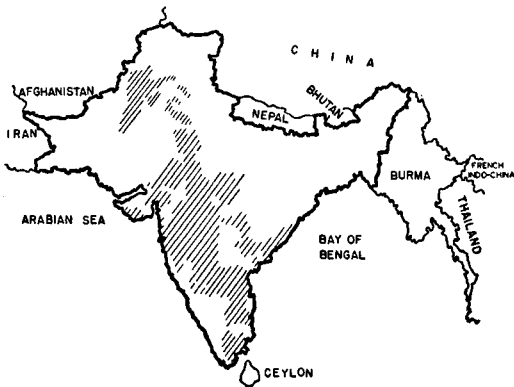 CHINA
AFGHANISTAN
BHUTAN
NEPAL
IRAN
FRENCH
INDO-CHINA
BURMA
THAILAND
ARABIAN SEA
BAY OF
BENGAL
CEYLON